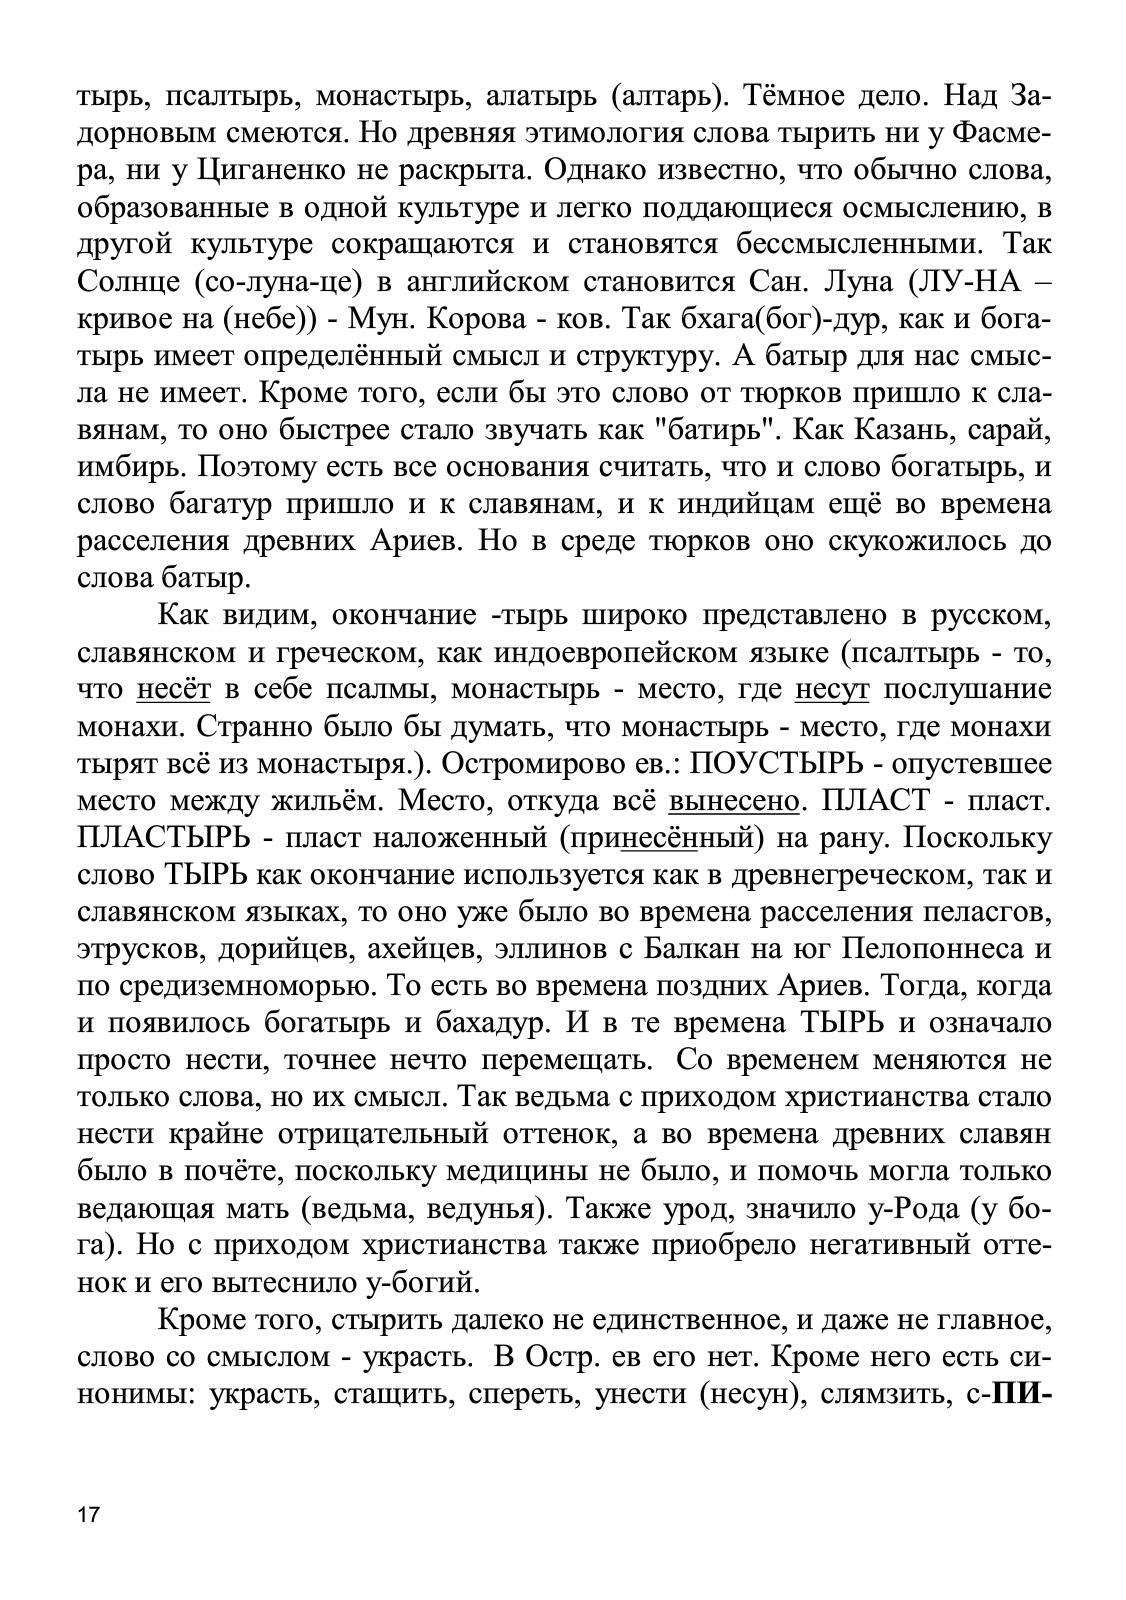 тырь, псалтырь, монастырь, алатырь (алтарь). Тёмное дело. Над За-
дорновым смеются. Но древняя этимология слова тырить ни у Фасме-
ра, ни у Циганенко не раскрыта. Однако известно, что обычно слова,
образованные в одной культуре и легко поддающиеся осмыслению, в
другой культуре сокращаются и становятся бессмысленными. Так
Солнце (со-луна-це) в английском становится Сан. Луна (ЛУ-НА –
кривое на (небе)) - Мун. Корова - ков. Так бхага(бог)-дур, как и бога-
тырь имеет определённый смысл и структуру. А батыр для нас смыс-
ла не имеет. Кроме того, если бы это слово от тюрков пришло к сла-
вянам, то оно быстрее стало звучать как "батирь". Как Казань, сарай,
имбирь. Поэтому есть все основания считать, что и слово богатырь, и
слово багатур пришло и к славянам, и к индийцам ещё во времена
расселения древних Ариев. Но в среде тюрков оно скукожилось до
слова батыр.
Как видим, окончание -тырь широко представлено в русском,
славянском и греческом, как индоевропейском языке (псалтырь - то,
что несёт в себе псалмы, монастырь - место, где несут послушание
монахи. Странно было бы думать, что монастырь - место, где монахи
тырят всё из монастыря.). Остромирово ев.: ПОУСТЫРЬ - опустевшее
место между жильём. Место, откуда всё вынесено. ПЛАСТ - пласт.
ПЛАСТЫРЬ - пласт наложенный (принесённый) на рану. Поскольку
слово ТЫРЬ как окончание используется как в древнегреческом, так и
славянском языках, то оно уже было во времена расселения пеласгов,
этрусков, дорийцев, ахейцев, эллинов с Балкан на юг Пелопоннеса и
по средиземноморью. То есть во времена поздних Ариев. Тогда, когда
и появилось богатырь и бахадур. И в те времена ТЫРЬ и означало
просто нести, точнее нечто перемещать. Со временем меняются не
только слова, но их смысл. Так ведьма с приходом христианства стало
нести крайне отрицательный оттенок, а во времена древних славян
было в почёте, поскольку медицины не было, и помочь могла только
ведающая мать (ведьма, ведунья). Также урод, значило у-Рода (у бо-
га). Но с приходом христианства также приобрело негативный отте-
нок и его вытеснило у-богий.
Кроме того, стырить далеко не единственное, и даже не главное,
слово со смыслом - украсть. В Остр. ев его нет. Кроме него есть си-
нонимы: украсть, стащить, спереть, унести (несун), слямзить, с-ПИ-
17